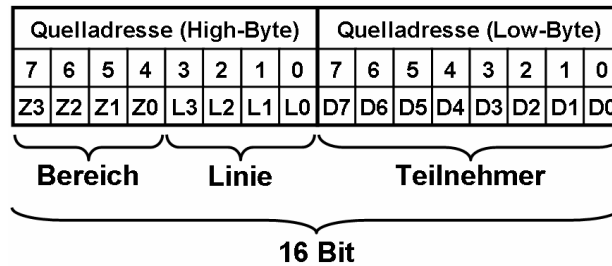 Quelladresse (High-Byte) Quelladresse (Low-Byte)
7 6 5 4 3 2 1 0 7 6 5 4 3 2 1 0
Z3 Z2 Z1 Z0 L3 L2 L1 L0 D7 D6 D5 D4 D3 D2 D1 D0
Bereich Linie Teilnehmer
16 Bit